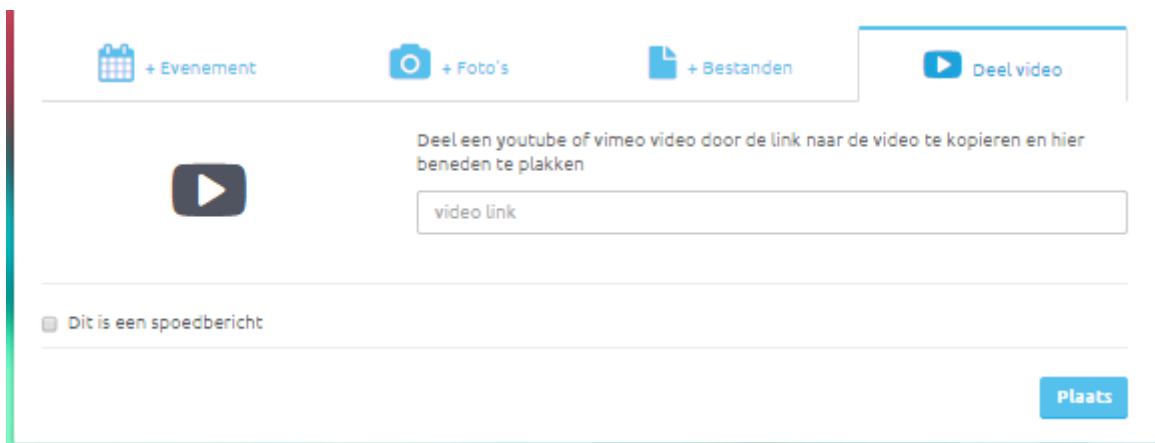 + Evenement
+ Foto's
+ Bestanden
Deel video
Deel een youtube of vimeo video door de link naar de video te kopieren en hier
beneden te plakken
video link
Dit is een spoedbericht
Plaats